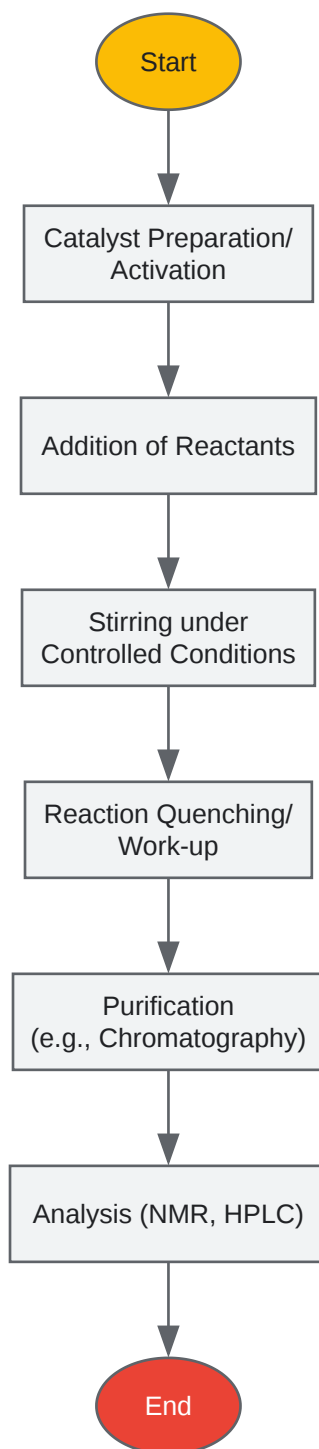 Start
Catalyst Preparation/
Activation
Addition of Reactants
Stirring under
Controlled Conditions
Reaction Quenching/
Work-up
Purification
(e.g., Chromatography)
Analysis (NMR, HPLC)
End